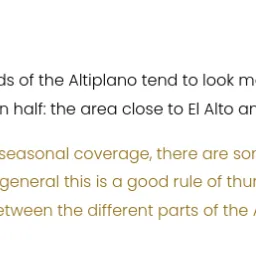 ds of the Altiplano tend to look m
n half: the area close to El Alto an
seasonal coverage, there are so
general this is a good rule of thu
etween the different parts of the